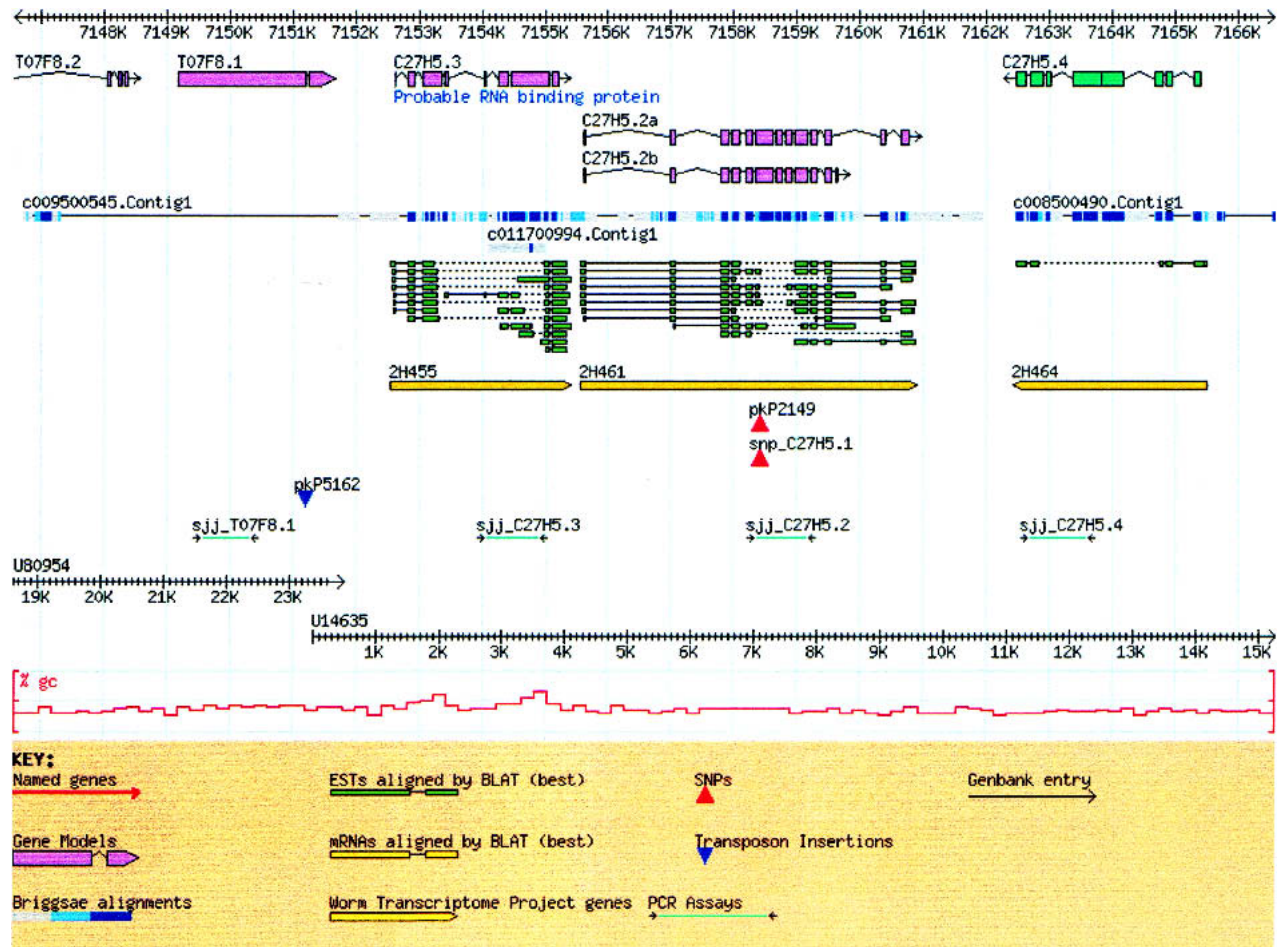 7148K 7149K 7150K 7151K 7152K 7153K 7154K 7155K 7156K 7157K 7158K 7159K 7160K 7161K 7162K 7163K 7164K 7165K 7166K
T07F8.2 T07F8.1 C27H5.3 C27H5.4
Probable RNA binding protein
C27H5.2a
C27H5.2b
c009500545.Contig1 c008500490.Contig1
c011700994.Contig1
2H455 2H461 2H464
pkP2149
snp_C27H5.1
pkP5162
sjj_T07F8.1 sjj_C27H5.3 sjj_C27H5.2 sjj_C27H5.4
U80954
19K 20K 21K 22K 23K
U14635
1K 2K 3K 4K 5K 6K 7K 8K 9K 10K 11K 12K 13K 14K 15K
% gc
KEY:
Named genes ESTs aligned by BLAT (best) SNPs Genbank entry
Gene Models mRNAs aligned by BLAT (best) Transposon Insertions
Briggsae alignments Worm Transcriptome Project genes PCR Assays